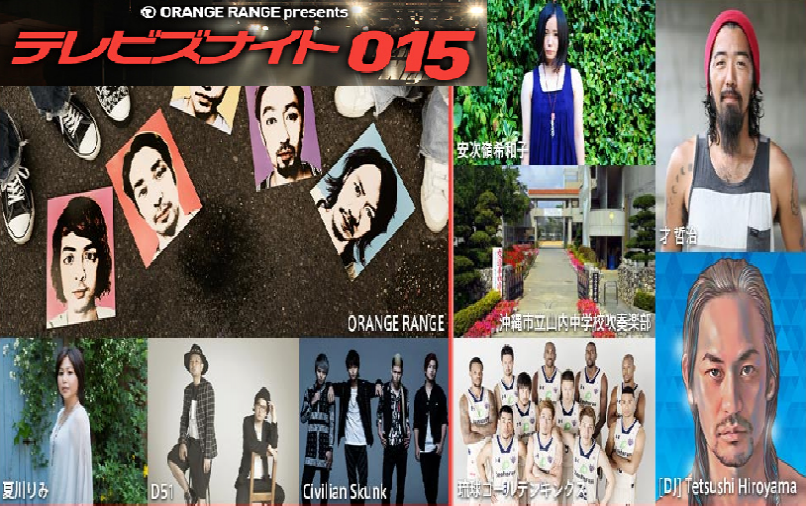 ORANGE RANGE presents
テレビズナイト015
安次嶺希和子
才 哲治
ORANGE RANGE
沖縄市立山内中学校吹奏楽部
夏川りみ
D51
Civilian Skunk
琉球ゴールデンキングス
[DJ] Tetsushi Hiroyama